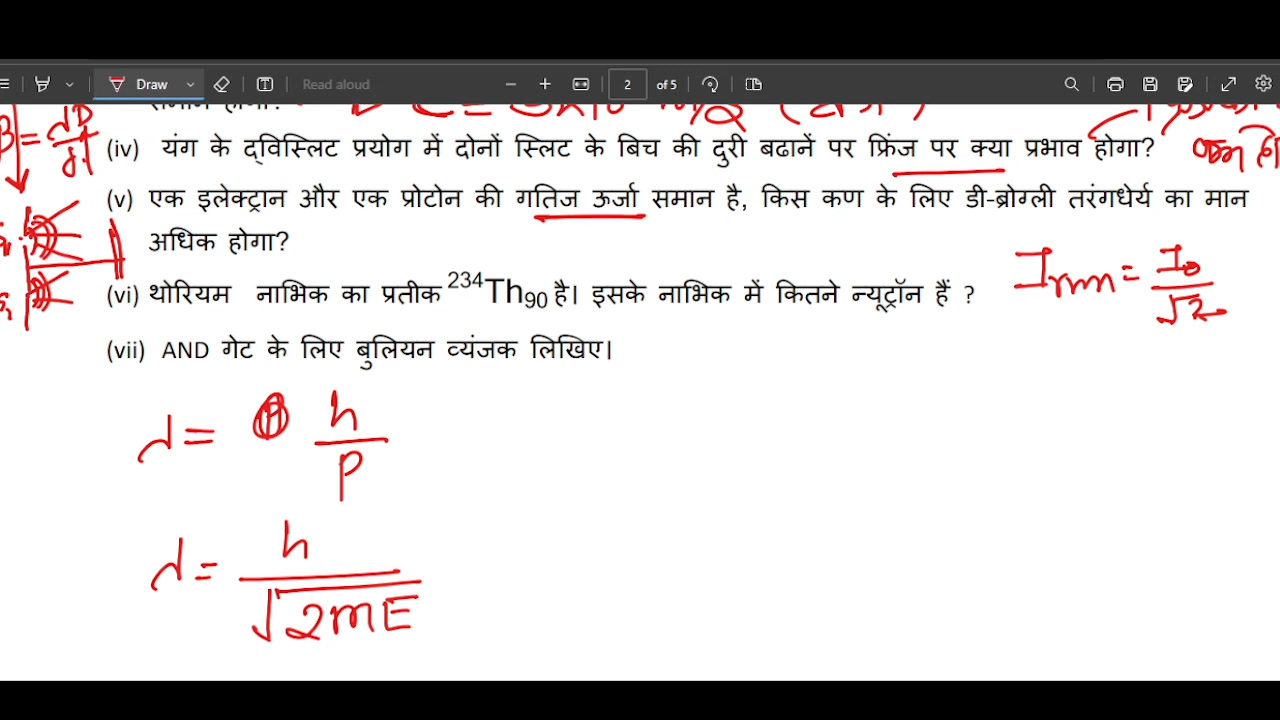 Draw
Read aloud
2 of 5
(iv) यंग के द्विस्लिट प्रयोग में दोनों स्लिट के बिच की दुरी बढानें पर फ्रिंज पर क्या प्रभाव होगा?
(v) एक इलेक्ट्रान और एक प्रोटोन की गतिज ऊर्जा समान है, किस कण के लिए डी-ब्रोग्ली तरंगधेर्य का मान
अधिक होगा?
(vi) थोरियम नाभिक का प्रतीक ²³⁴Th₉₀ है। इसके नाभिक में कितने न्यूट्रॉन हैं ?
(vii) AND गेट के लिए बुलियन व्यंजक लिखिए।
Irms = I₀/√2
λ = h/P
λ = h/√2mE